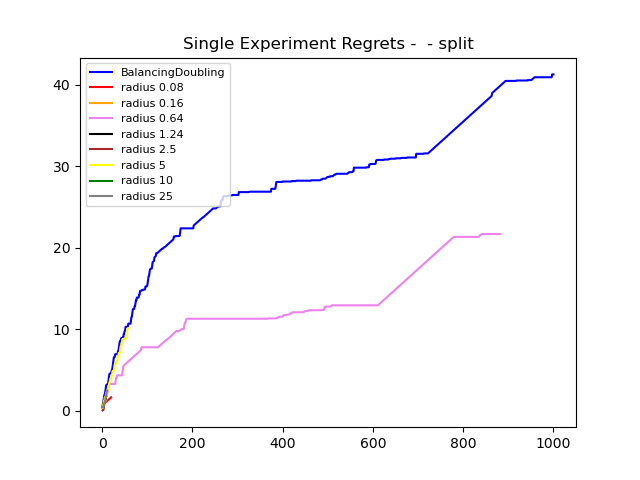 Single Experiment Regrets -  - split
BalancingDoubling
radius 0.08
radius 0.16
radius 0.64
radius 1.24
radius 2.5
radius 5
radius 10
radius 25
40
30
20
10
0
0 200 400 600 800 1000